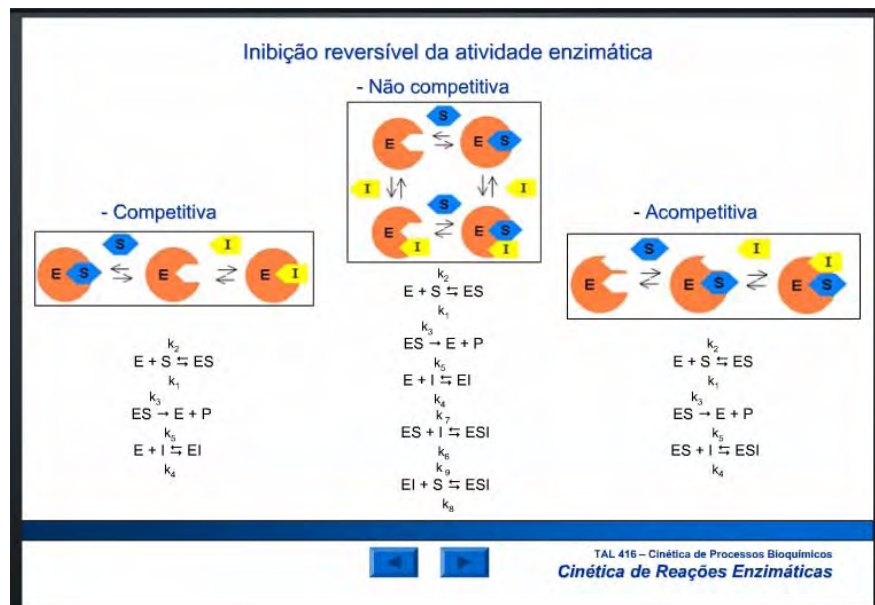 Inibição reversível da atividade enzimática
- Não competitiva
S
E
E S
I
I
S
E
I
E S
I
- Competitiva
S
I
E S
E
E I
- Acompetitiva
S
I
E
E S
E S
I
k2
E + S ⇆ ES
k1
k3
ES → E + P
k5
E + I ⇆ EI
k4
k2
E + S ⇆ ES
k1
k3
ES → E + P
k5
E + I ⇆ EI
k4
k7
ES + I ⇆ ESI
k6
k9
EI + S ⇆ ESI
k8
k2
E + S ⇆ ES
k1
k3
ES → E + P
k5
ES + I ⇆ ESI
k4
TAL 416 – Cinética de Processos Bioquímicos
Cinética de Reações Enzimáticas